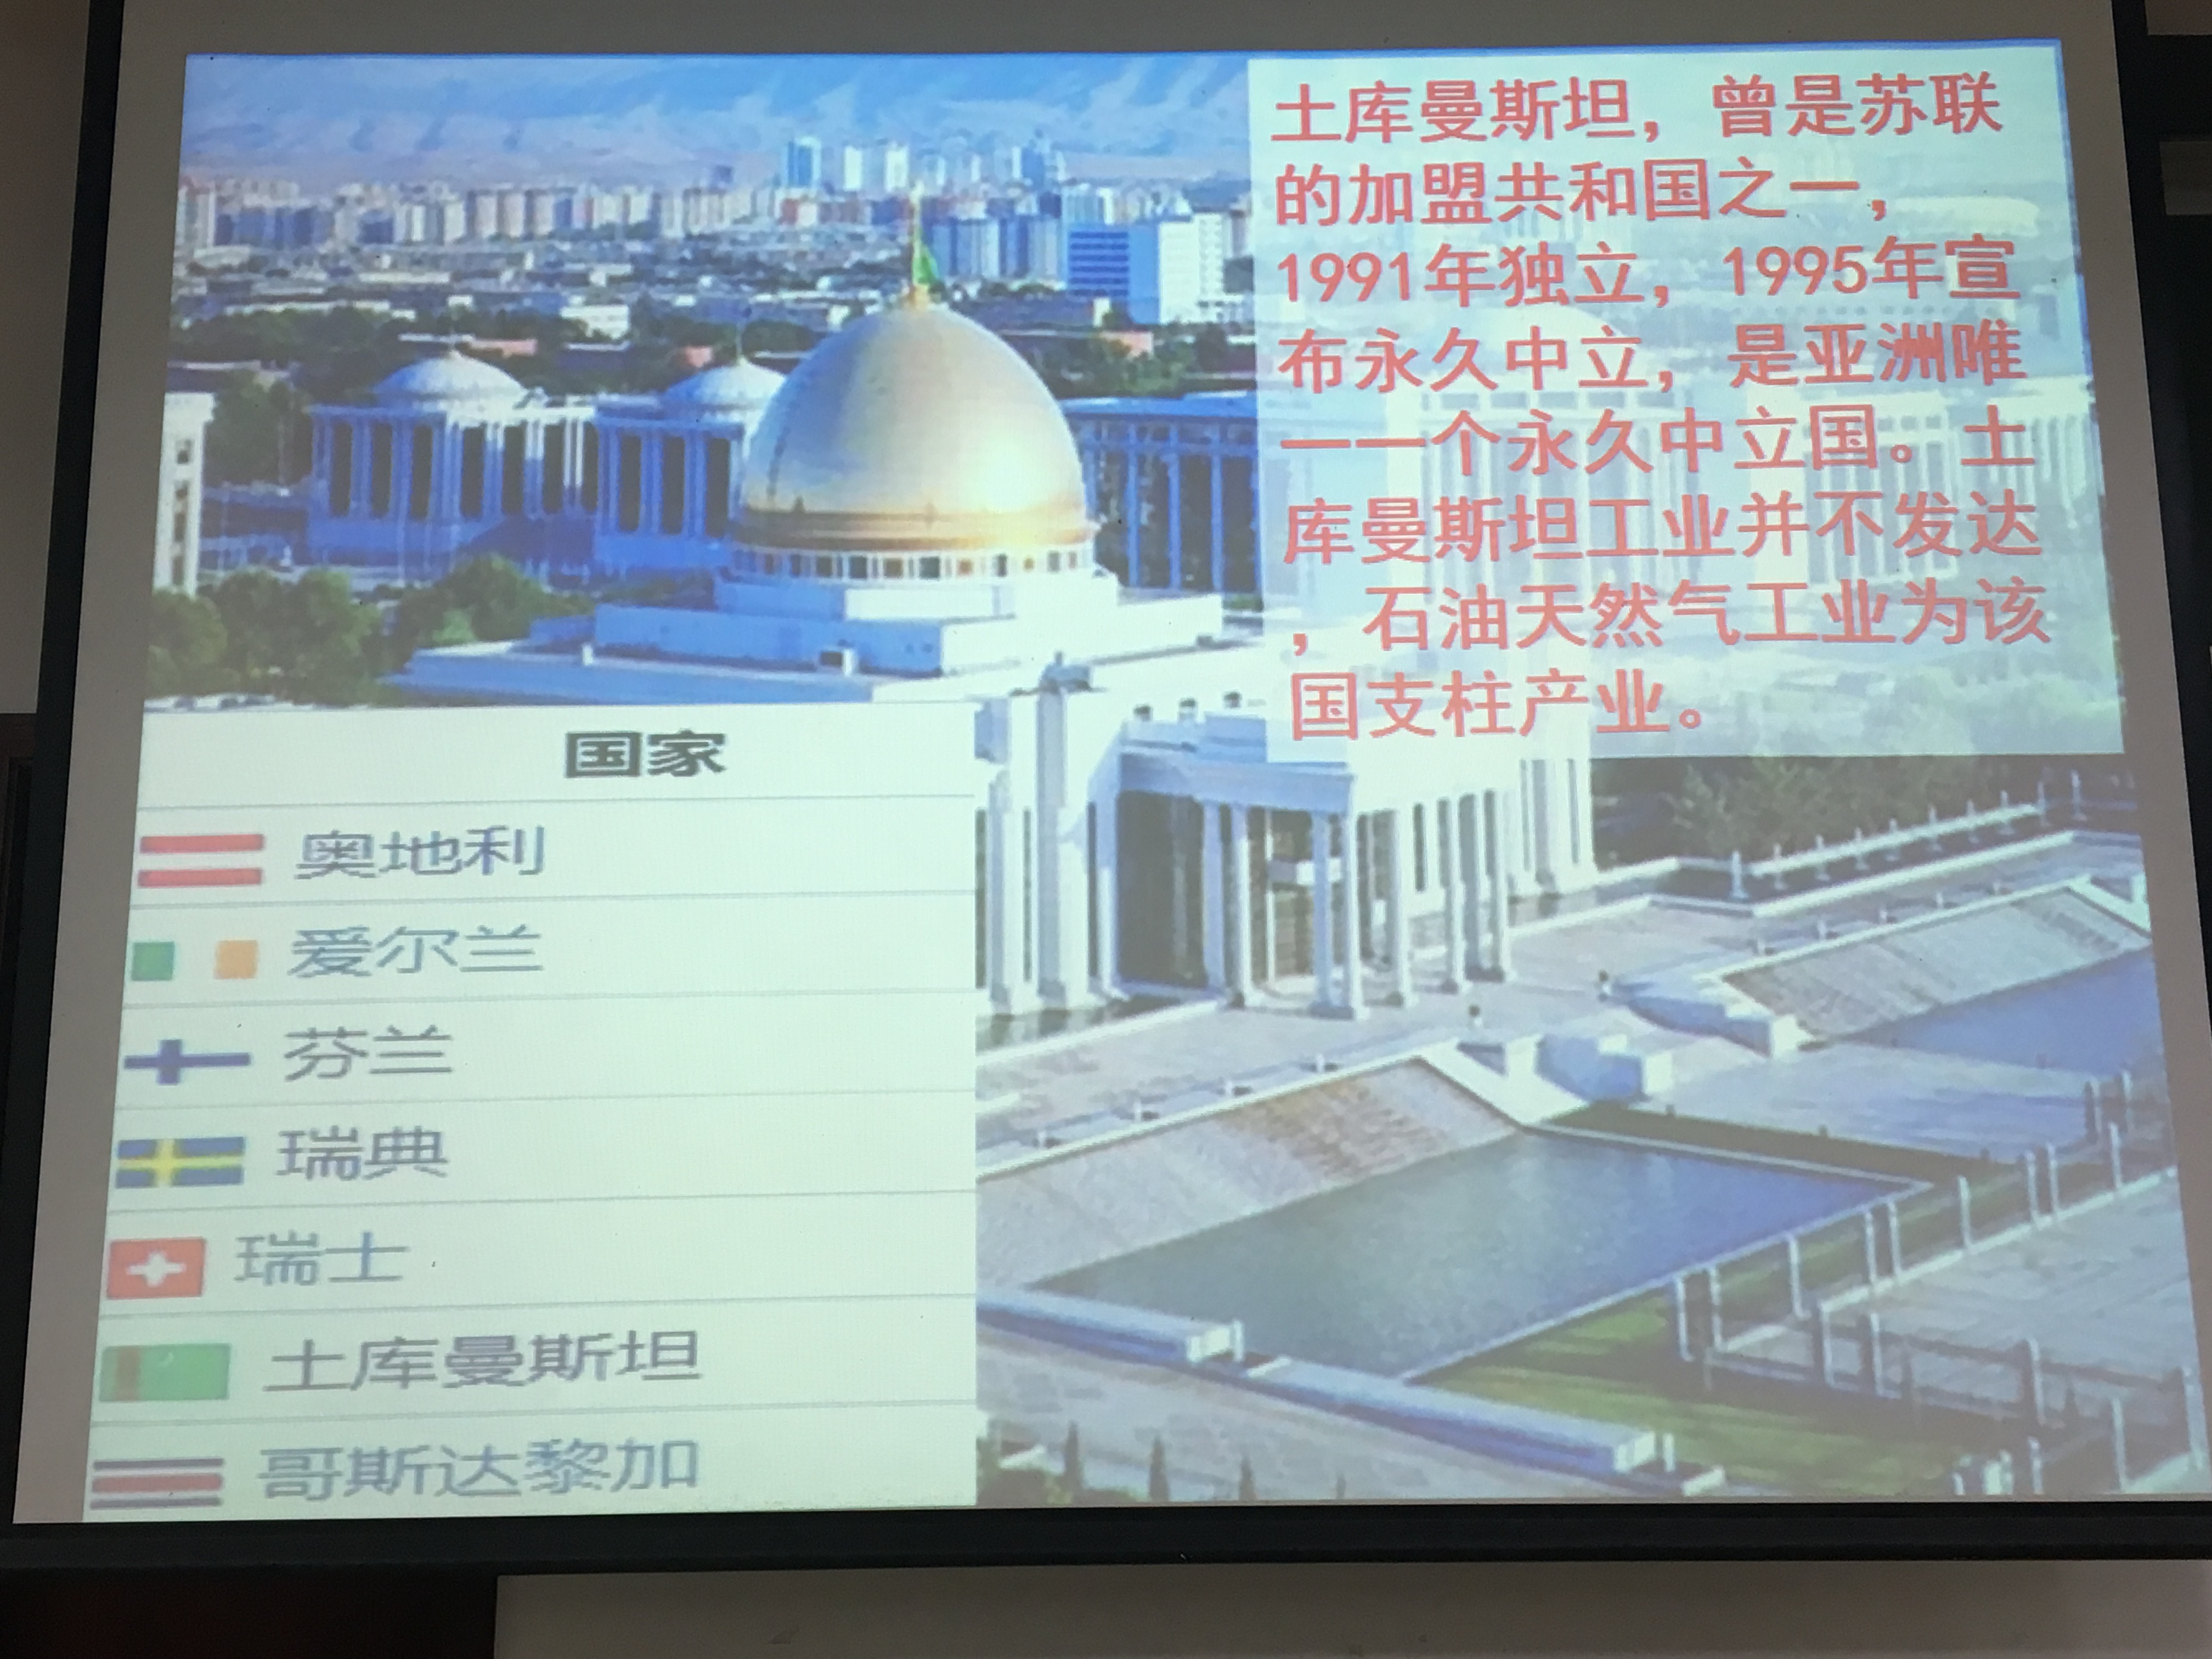 土库曼斯坦，曾是苏联
的加盟共和国之一，
1991年独立，1995年宣
布永久中立，是亚洲唯
一一个永久中立国。土
库曼斯坦工业并不发达
，石油天然气工业为该
国支柱产业。
国家
奥地利
爱尔兰
芬兰
瑞典
瑞士
土库曼斯坦
哥斯达黎加